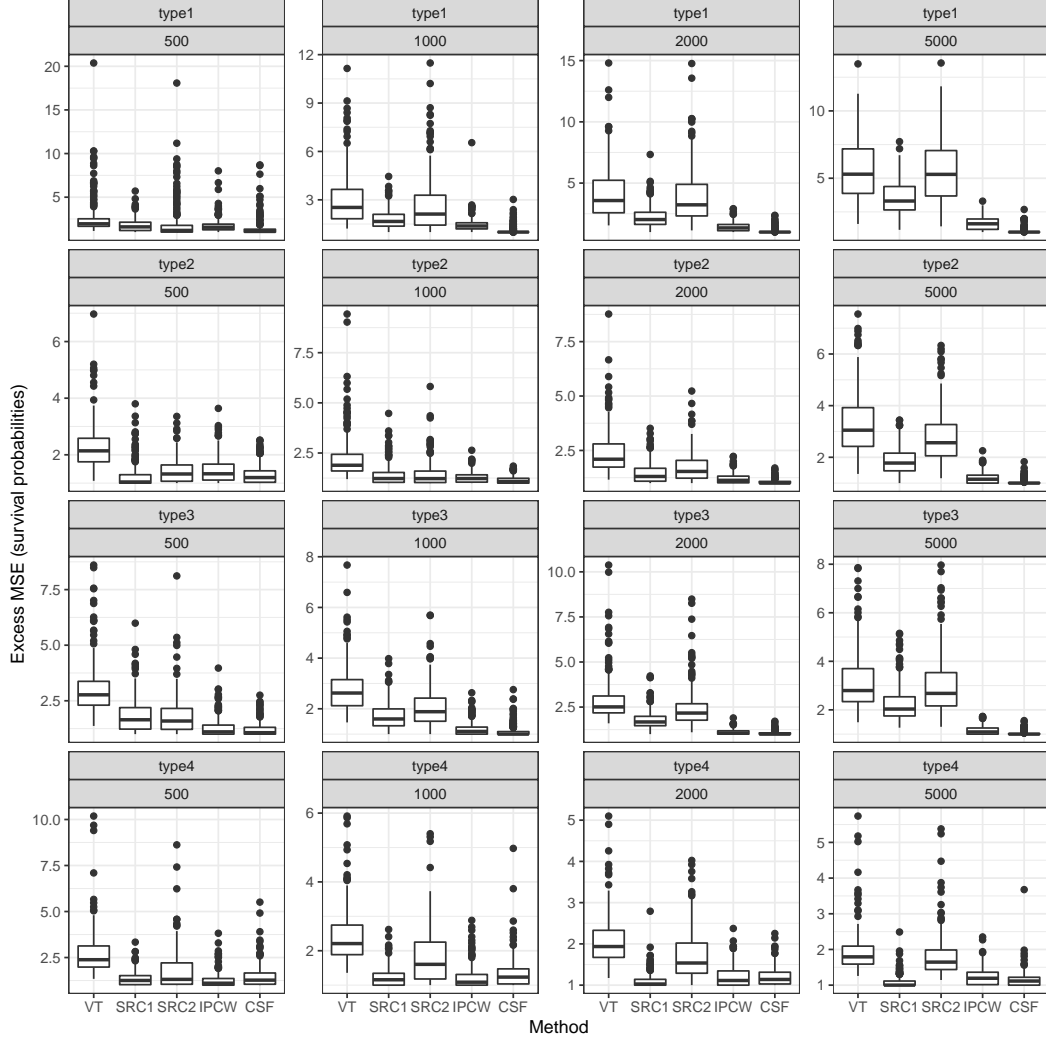 type1 type1 type1 type1
500 1000 2000 5000
20 15 10 5
12 9 6 3
15 10 5
10 5
type2 type2 type2 type2
500 1000 2000 5000
6 4 2
7.5 5.0 2.5
7.5 5.0 2.5
6 4 2
type3 type3 type3 type3
500 1000 2000 5000
7.5 5.0 2.5
8 6 4 2
10.0 7.5 5.0 2.5
8 6 4 2
type4 type4 type4 type4
500 1000 2000 5000
10.0 7.5 5.0 2.5
6 4 2
5 4 3 2 1
5 4 3 2 1
VT SRC1 SRC2 IPCW CSF VT SRC1 SRC2 IPCW CSF VT SRC1 SRC2 IPCW CSF VT SRC1 SRC2 IPCW CSF
Method
Excess MSE (survival probabilities)